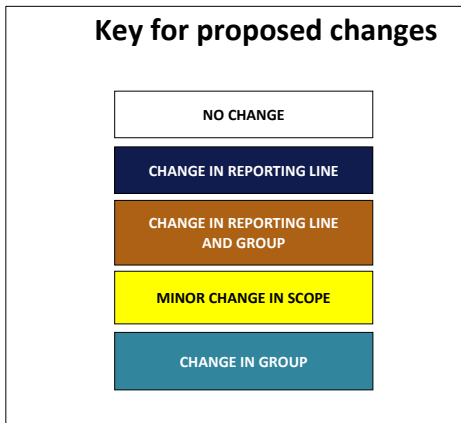 Key for proposed changes
NO CHANGE
CHANGE IN REPORTING LINE
CHANGE IN REPORTING LINE
AND GROUP
MINOR CHANGE IN SCOPE
CHANGE IN GROUP